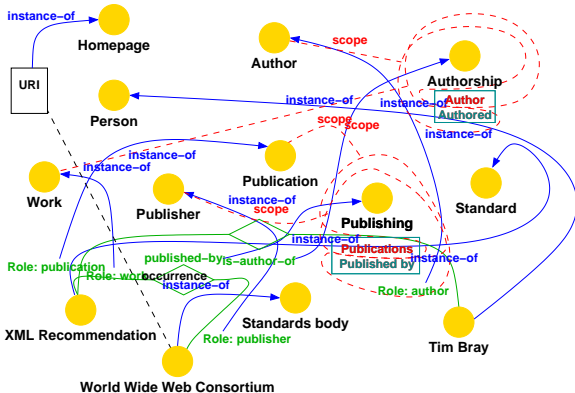 instance-of
Homepage
Author
scope
URI
Authorship
Person
instance-of
instance-of
Author
Authored
scope
scope
instance-of
instance-of
instance-of
Work
Publication
Publisher
instance-of
scope
Publishing
Standard
instance-of
Publications
Published by
instance-of
published-by
is-author-of
Role: publication
Role: work
occurrence
instance-of
Role: author
Standards body
XML Recommendation
Role: publisher
Tim Bray
World Wide Web Consortium